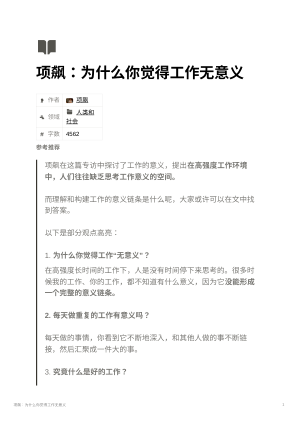 项飙：为什么你觉得工作无意义
作者 项飙
领域 人类和
社会
# 字数 4562
参考推荐
项飙在这篇专访中探讨了工作的意义，提出在高强度工作环境
中，人们往往缺乏思考工作意义的空间。
而理解和构建工作的意义链条是什么呢，大家或许可以在文中找
到答案。
以下是部分观点高亮：
1. 为什么你觉得工作“无意义”？
在高强度长时间的工作下，人是没有时间停下来思考的。很多时
候我的工作、你的工作，都不知道有什么意义，因为它没能形成
一个完整的意义链条。
2. 每天做重复的工作有意义吗？
每天做的事情，你看到它不断地深入，和其他人做的事不断链
接，然后汇聚成一件大的事。
3. 究竟什么是好的工作？
项飙：为什么你觉得工作无意义
1